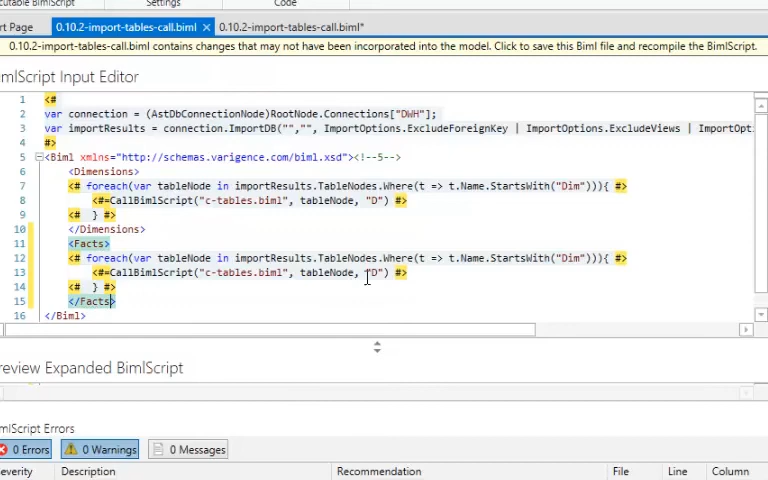 cutable BimlScript Settings Code
rt Page 0.10.2-import-tables-call.biml × 0.10.2-import-tables-call.biml*
0.10.2-import-tables-call.biml contains changes that may not have been incorporated into the model. Click to save this Biml file and recompile the BimlScript.
imlScript Input Editor
1 <#
2 var connection = (AstDbConnectionNode)RootNode.Connections["DWH"];
3 var importResults = connection.ImportDB("","", ImportOptions.ExcludeForeignKey | ImportOptions.ExcludeViews | ImportOpti
4 #>
5 <Biml xmlns="http://schemas.varigence.com/biml.xsd"><!--5-->
6 <Dimensions>
7 <# foreach(var tableNode in importResults.TableNodes.Where(t => t.Name.StartsWith("Dim"))){ #>
8 <#=CallBimlScript("c-tables.biml", tableNode, "D") #>
9 <# } #>
10 </Dimensions>
11 <Facts>
12 <# foreach(var tableNode in importResults.TableNodes.Where(t => t.Name.StartsWith("Dim"))){ #>
13 <#=CallBimlScript("c-tables.biml", tableNode, "D") #>
14 <# } #>
15 </Facts>
16 </Biml>
review Expanded BimlScript
imlScript Errors
0 Errors 0 Warnings 0 Messages
everity Description Recommendation File Line Column